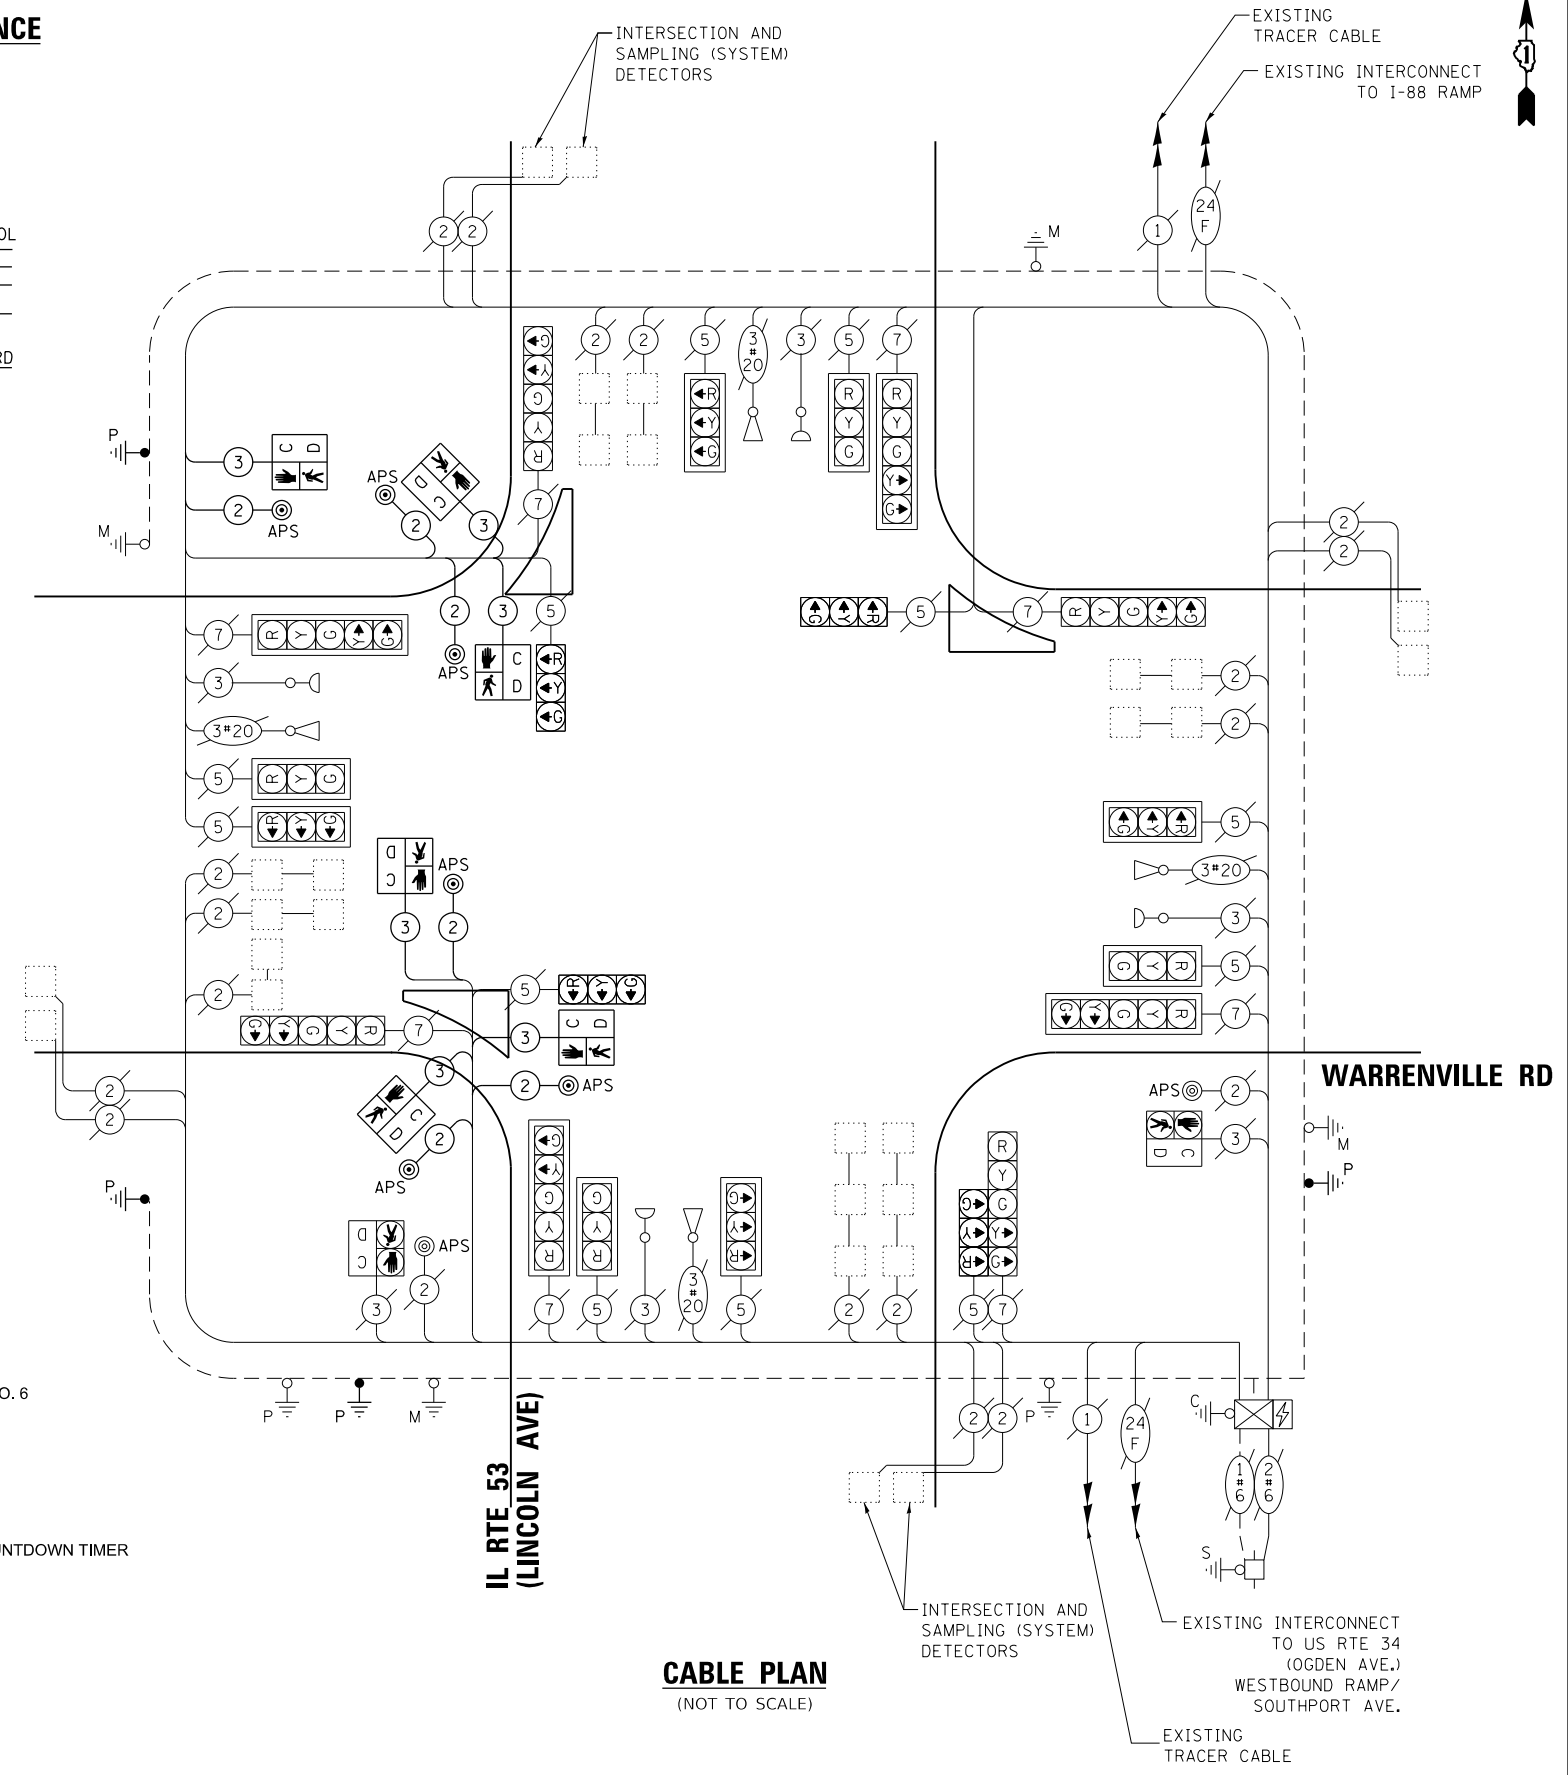 NCE
INTERSECTION AND
SAMPLING (SYSTEM)
DETECTORS
EXISTING
TRACER CABLE
EXISTING INTERCONNECT
TO I-88 RAMP
1
OL
RD
2 2
1
24
F
M
G Y G Y R
2 2 5
3
#
20
3 5 7
R Y G
R Y G
R Y G Y G
P
3
C D
2
APS
M
APS
2
C D
3
7
2 3 5
APS
C
D
R
Y
G
7
R Y G Y G
3
3#20
5
R Y G
5
R Y G
G Y R
5
7
R Y G Y G
2
2
2
2
G Y R
5
3#20
3
G Y R
5
G Y G Y R
7
2
2
2
C D
3
APS
2
5
R Y G
3
C D
2
APS
G Y G Y R
7
3
C
D
2
APS
2
2
P
C D
3
APS
2
G Y G Y R
7
G Y R
5
3
3
#
20
G Y R
5
2 2
G Y R
5
R
Y
G
Y
G
7
WARRENVILLE RD
APS
2
3
C D
M
P
O. 6
P
P
M
2 2
P
1
24
F
C
1
#
6
2
#
6
S
IL RTE 53
(LINCOLN AVE)
UNTDOWN TIMER
INTERSECTION AND
SAMPLING (SYSTEM)
DETECTORS
EXISTING INTERCONNECT
TO US RTE 34
(OGDEN AVE.)
WESTBOUND RAMP/
SOUTHPORT AVE.
EXISTING
TRACER CABLE
CABLE PLAN
(NOT TO SCALE)